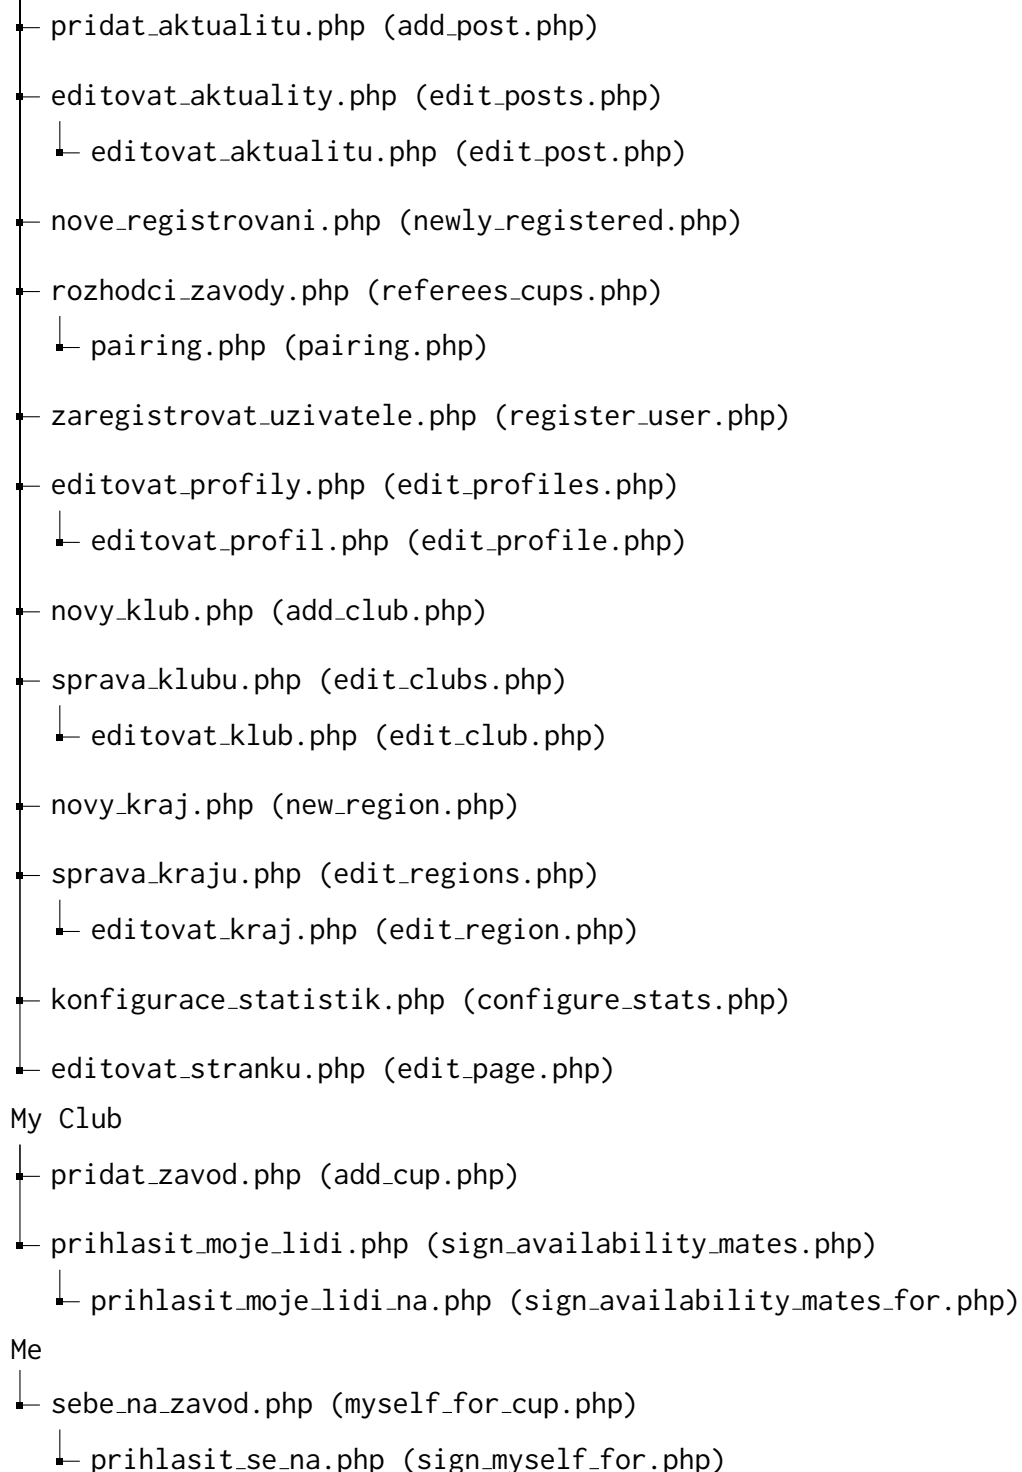 pridat_aktualitu.php (add_post.php)
editovat_aktuality.php (edit_posts.php)
editovat_aktualitu.php (edit_post.php)
nove_registrovani.php (newly_registered.php)
rozhodci_zavody.php (referees_cups.php)
pairing.php (pairing.php)
zaregistrovat_uzivatele.php (register_user.php)
editovat_profily.php (edit_profiles.php)
editovat_profil.php (edit_profile.php)
novy_klub.php (add_club.php)
sprava_klubu.php (edit_clubs.php)
editovat_klub.php (edit_club.php)
novy_kraj.php (new_region.php)
sprava_kraju.php (edit_regions.php)
editovat_kraj.php (edit_region.php)
konfigurace_statistik.php (configure_stats.php)
editovat_stranku.php (edit_page.php)
My Club
pridat_zavod.php (add_cup.php)
prihlasit_moje_lidi.php (sign_availability_mates.php)
prihlasit_moje_lidi_na.php (sign_availability_mates_for.php)
Me
sebe_na_zavod.php (myself_for_cup.php)
prihlasit_se_na.php (sign_myself_for.php)